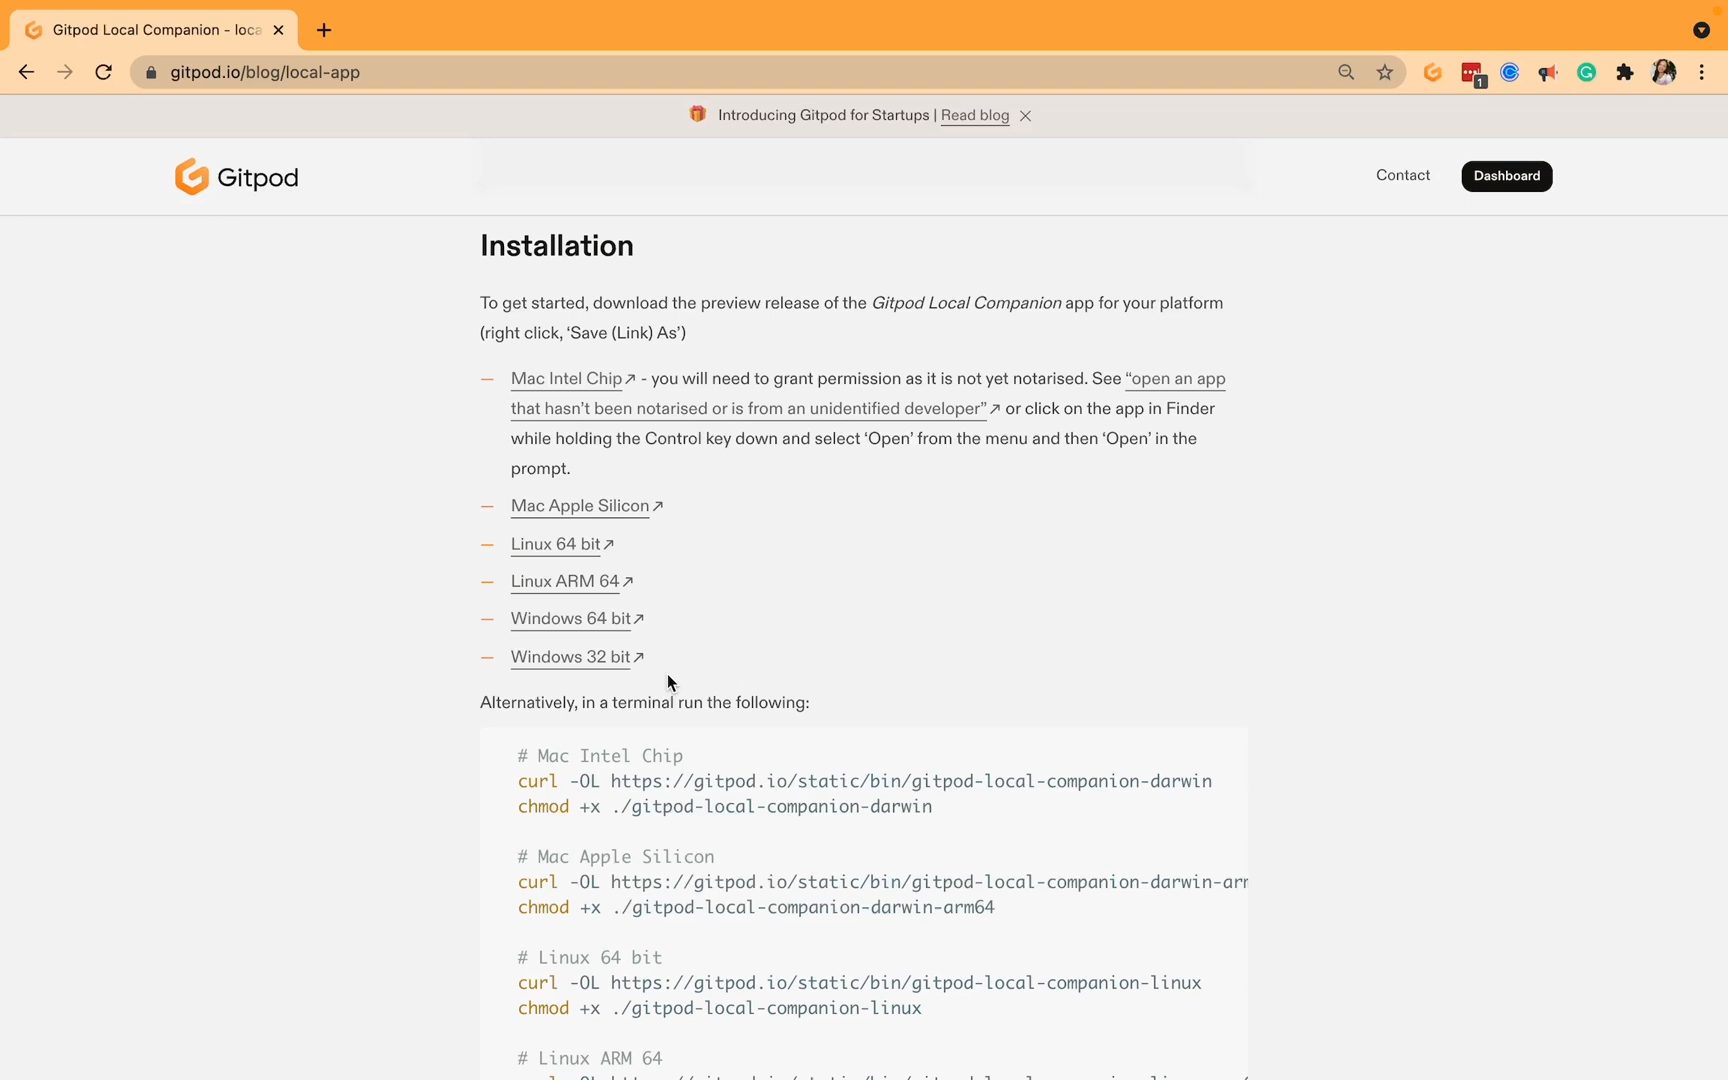 Gitpod Local Companion - loca
gitpod.io/blog/local-app
1
Introducing Gitpod for Startups | Read blog
Gitpod
Contact
Dashboard
Installation
To get started, download the preview release of the Gitpod Local Companion app for your platform
(right click, ‘Save (Link) As’)
– Mac Intel Chip↗ - you will need to grant permission as it is not yet notarised. See “open an app
that hasn’t been notarised or is from an unidentified developer”↗ or click on the app in Finder
while holding the Control key down and select ‘Open’ from the menu and then ‘Open’ in the
prompt.
– Mac Apple Silicon↗
– Linux 64 bit↗
– Linux ARM 64↗
– Windows 64 bit↗
– Windows 32 bit↗
Alternatively, in a terminal run the following:
# Mac Intel Chip
curl -OL https://gitpod.io/static/bin/gitpod-local-companion-darwin
chmod +x ./gitpod-local-companion-darwin
# Mac Apple Silicon
curl -OL https://gitpod.io/static/bin/gitpod-local-companion-darwin-arm
chmod +x ./gitpod-local-companion-darwin-arm64
# Linux 64 bit
curl -OL https://gitpod.io/static/bin/gitpod-local-companion-linux
chmod +x ./gitpod-local-companion-linux
# Linux ARM 64